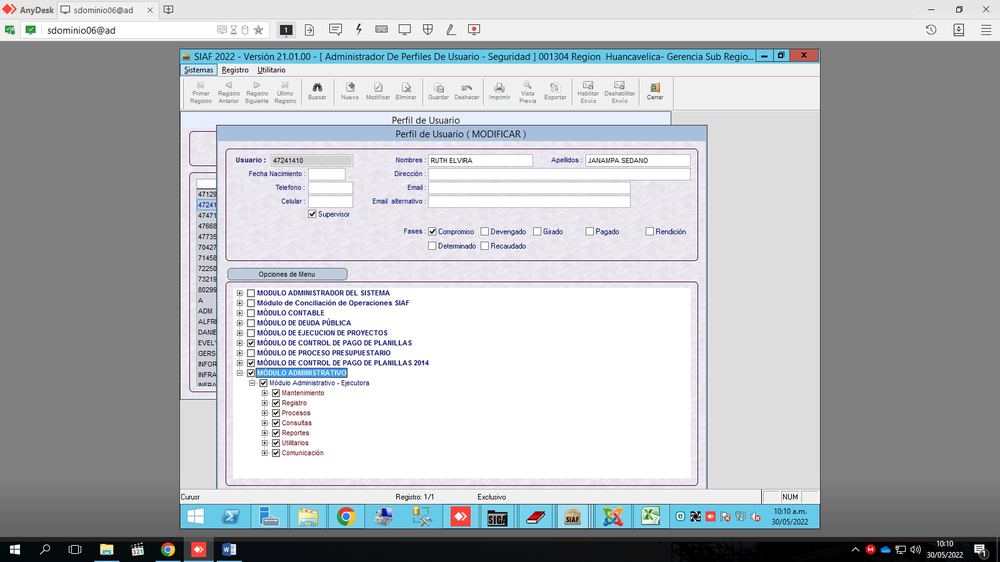 AnyDesk
sdominio06@ad
sdominio06@ad
1
SIAF 2022 - Versión 21.01.00 - [ Administrador De Perfiles De Usuario - Seguridad ] 001304 Region Huancavelica- Gerencia Sub Regio...
Sistemas Registro Utilitario
Primer Registro
Registro Anterior
Registro Siguiente
Último Registro
Buscar
Nuevo
Modificar
Eliminar
Guardar
Deshacer
Imprimir
Vista Previa
Exportar
Habilitar Envío
Deshabilitar Envío
Cerrar
Perfil de Usuario
Perfil de Usuario ( MODIFICAR )
Usuario : 47241410 Nombres : RUTH ELVIRA Apellidos : JANAMPA SEDANO
Fecha Nacimiento : Dirección :
Telefono : Email :
Celular : Email alternativo :
Supervisor
Fases : Compromiso Devengado Girado Pagado Rendición
Determinado Recaudado
Opciones de Menu
47129
47241
47471
47668
47735
70427
71458
72250
73219
80299
A
ADM
ALFRE
DANIE
EVELY
GERS
INFOR
INFRA
INFRA
MODULO ADMINISTRADOR DEL SISTEMA
Módulo de Conciliación de Operaciones SIAF
MÓDULO CONTABLE
MÓDULO DE DEUDA PÚBLICA
MÓDULO DE EJECUCION DE PROYECTOS
MÓDULO DE CONTROL DE PAGO DE PLANILLAS
MÓDULO DE PROCESO PRESUPUESTARIO
MÓDULO DE CONTROL DE PAGO DE PLANILLAS 2014
MÓDULO ADMINISTRATIVO
Módulo Administrativo - Ejecutora
Mantenimiento
Registro
Procesos
Consultas
Reportes
Utilitarios
Comunicación
Cururs Registro: 1/1 Exclusivo NUM
SIGA
SIAF
10:10 a.m.
30/05/2022
321
10:10
30/05/2022
1